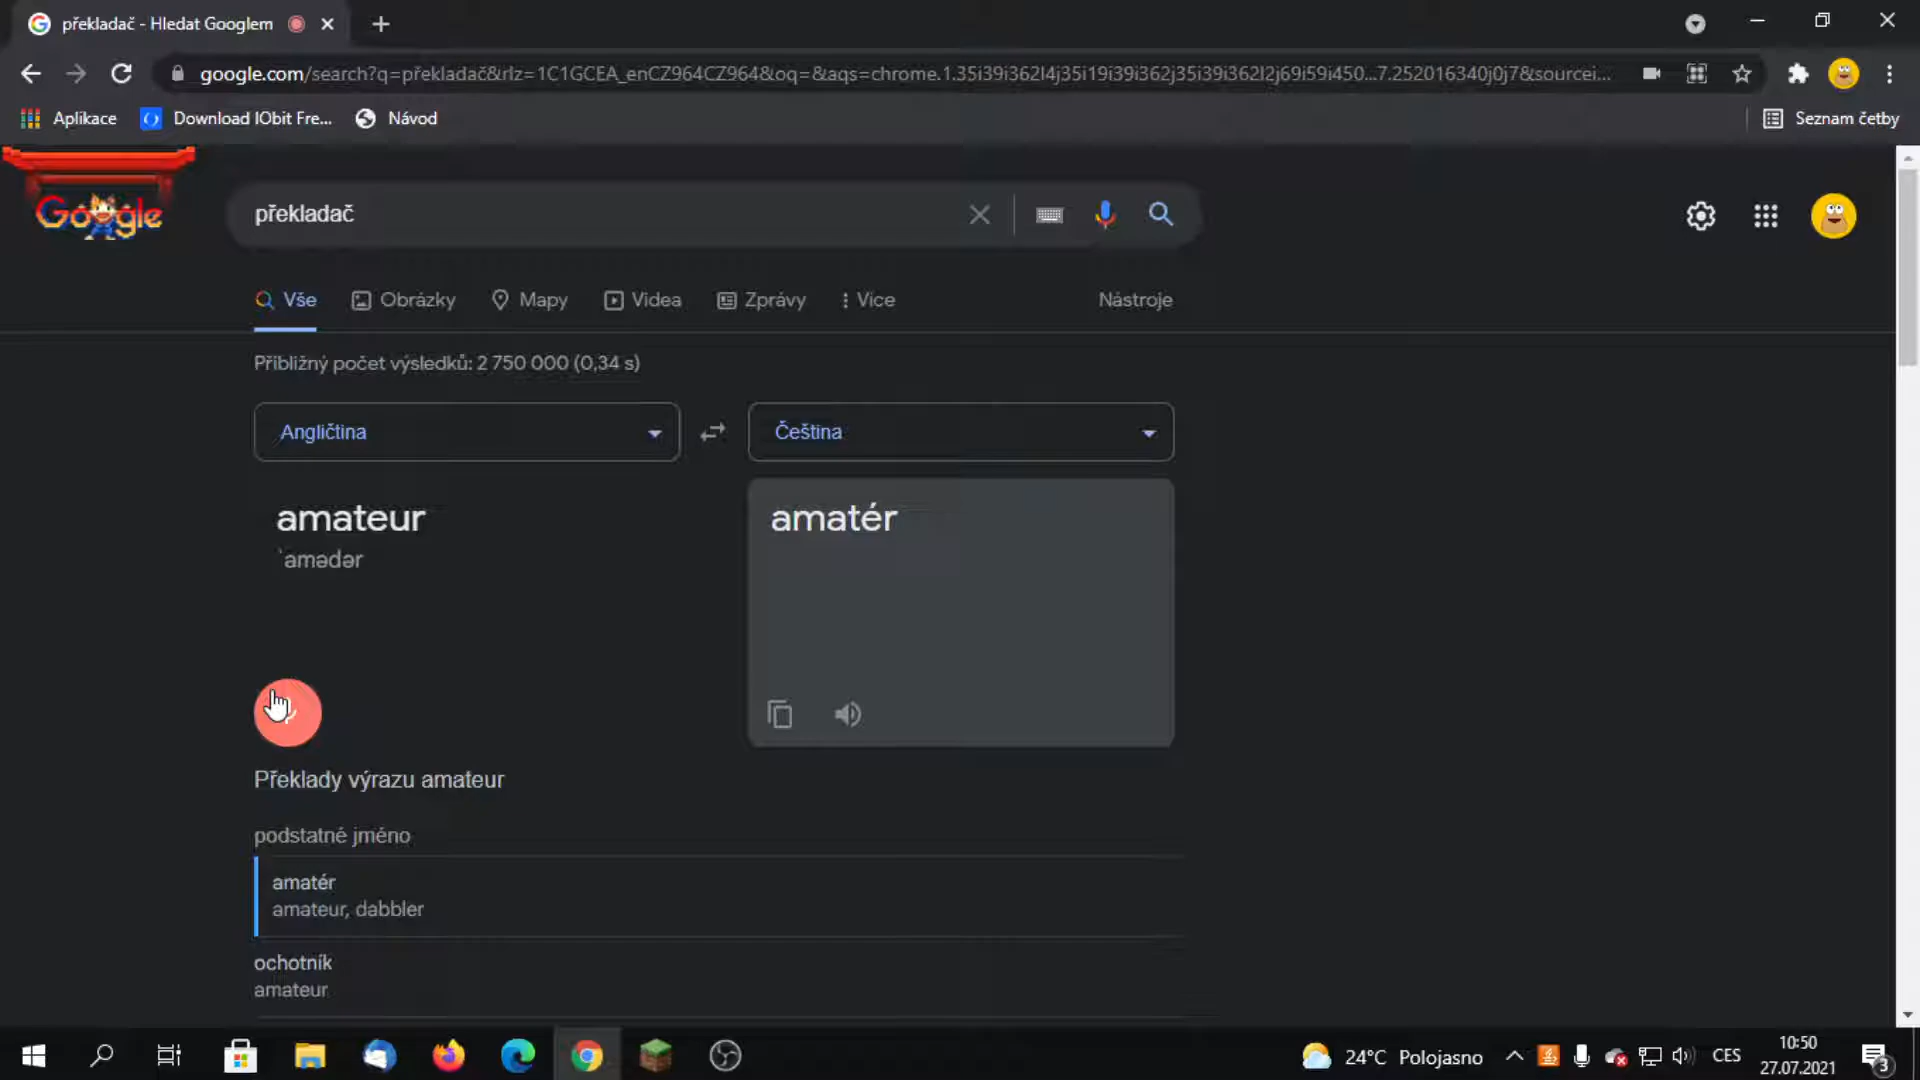 překladač - Hledat Googlem
google.com/search?q=překladač&rlz=1C1GCEA_enCZ964CZ964&oq=&aqs=chrome.1.35i39i362l4j35i19i39i362j35i39i362l2j69i59i450...7.252016340j0j7&sourcei...
Aplikace
Download IObit Fre...
Návod
Seznam četby
Google
překladač
Vše
Obrázky
Mapy
Videa
Zprávy
Více
Nástroje
Přibližný počet výsledků: 2 750 000 (0,34 s)
Angličtina
Čeština
amateur
ˈamədər
amatér
Překlady výrazu amateur
podstatné jméno
amatér
amateur, dabbler
ochotník
amateur
24°C Polojasno
CES
10:50
27.07.2021
3